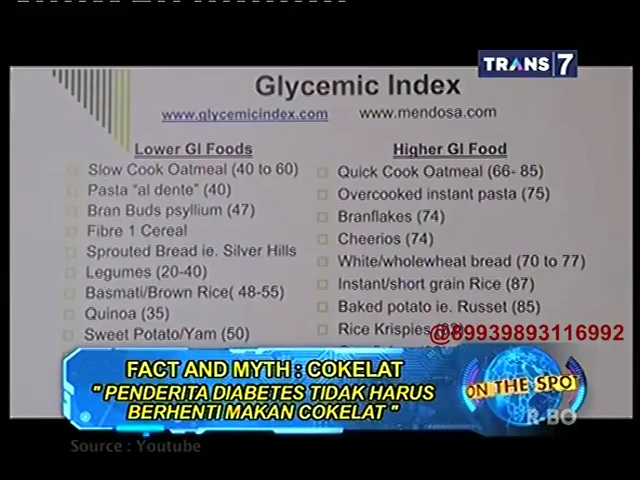 TRANS 7
Glycemic Index
www.glycemicindex.com www.mendosa.com
Lower GI Foods
Slow Cook Oatmeal (40 to 60)
Pasta "al dente" (40)
Bran Buds psyllium (47)
Fibre 1 Cereal
Sprouted Bread ie. Silver Hills
Legumes (20-40)
Basmati/Brown Rice( 48-55)
Quinoa (35)
Sweet Potato/Yam (50)
Higher GI Food
Quick Cook Oatmeal (66- 85)
Overcooked instant pasta (75)
Branflakes (74)
Cheerios (74)
White/wholewheat bread (70 to 77)
Instant/short grain Rice (87)
Baked potato ie. Russet (85)
Rice Krispies
@89939893116992
FACT AND MYTH : COKELAT
" PENDERITA DIABETES TIDAK HARUS
BERHENTI MAKAN COKELAT "
ON THE SPOT
R-BO
Source : Youtube